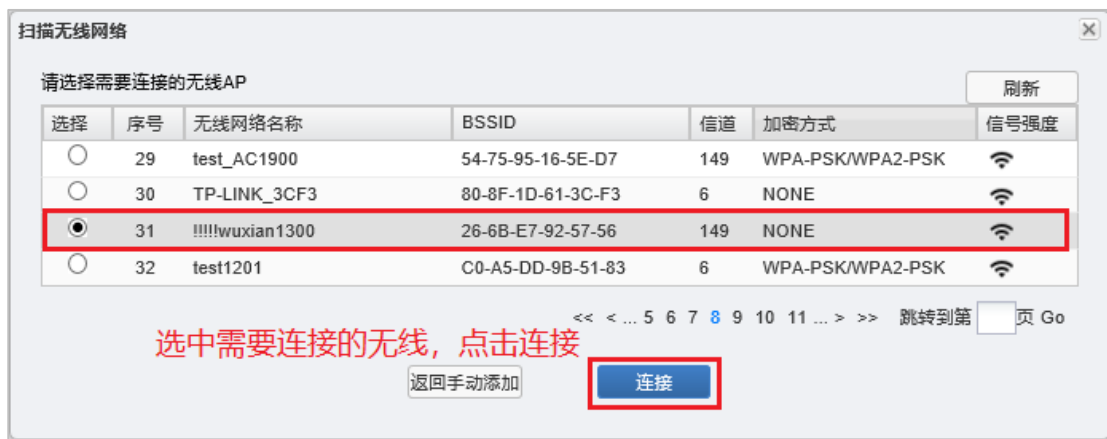 扫描无线网络
请选择需要连接的无线AP
刷新
选择 序号 无线网络名称 BSSID 信道 加密方式 信号强度
29 test_AC1900 54-75-95-16-5E-D7 149 WPA-PSK/WPA2-PSK
30 TP-LINK_3CF3 80-8F-1D-61-3C-F3 6 NONE
31 !!!!!wuxian1300 26-6B-E7-92-57-56 149 NONE
32 test1201 C0-A5-DD-9B-51-83 6 WPA-PSK/WPA2-PSK
<< < ... 5 6 7 8 9 10 11 ... > >> 跳转到第 页 Go
选中需要连接的无线，点击连接
返回手动添加 连接